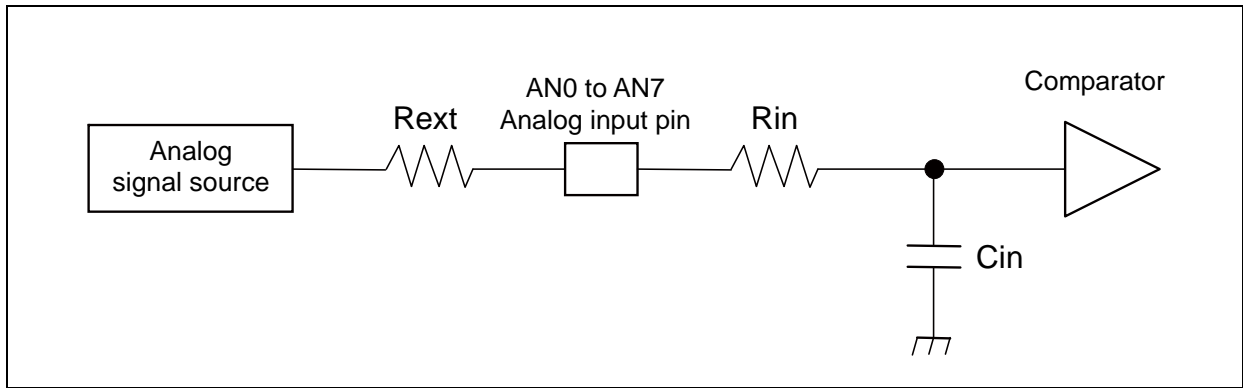 Analog
signal source
Rext
AN0 to AN7
Analog input pin
Rin
Comparator
Cin